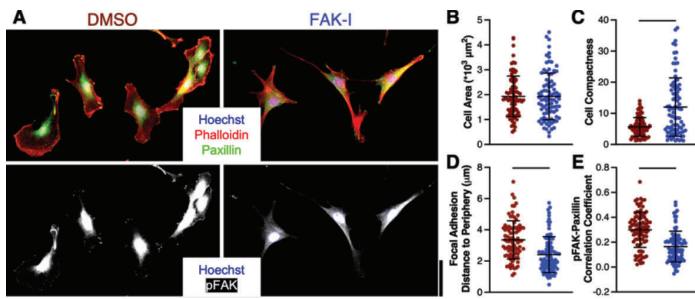 A
DMSO
FAK-I
Hoechst
Phalloidin
Paxillin
Hoechst
pFAK
B
Cell Area (*10³ µm²)
5
4
3
2
1
0
C
Cell Compactness
40
30
20
10
0
D
Focal Adhesion
Distance to Periphery (µm)
8
6
4
2
0
E
pFAK-Paxillin
Correlation Coefficient
0.8
0.6
0.4
0.2
0.0
-0.2